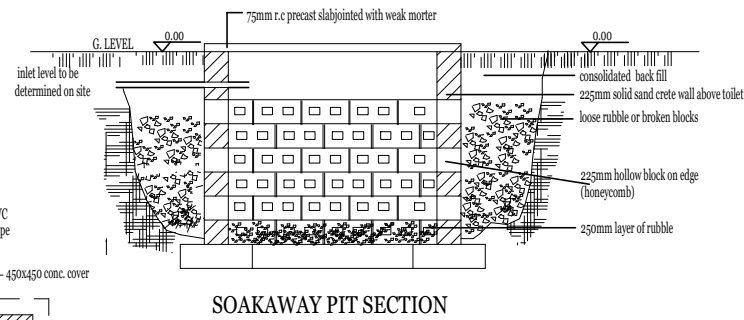 75mm r.c precast slabjointed with weak morter
G. LEVEL
0.00
0.00
inlet level to be
determined on site
consolidated back fill
225mm solid sand crete wall above toilet
loose rubble or broken blocks
225mm hollow block on edge
(honeycomb)
250mm layer of rubble
450x450 conc. cover
SOAKAWAY PIT SECTION